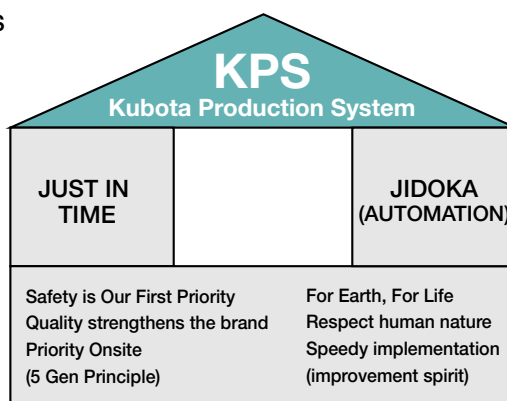 s
KPS
Kubota Production System
JUST IN
TIME
JIDOKA
(AUTOMATION)
Safety is Our First Priority
Quality strengthens the brand
Priority Onsite
(5 Gen Principle)
For Earth, For Life
Respect human nature
Speedy implementation
(improvement spirit)